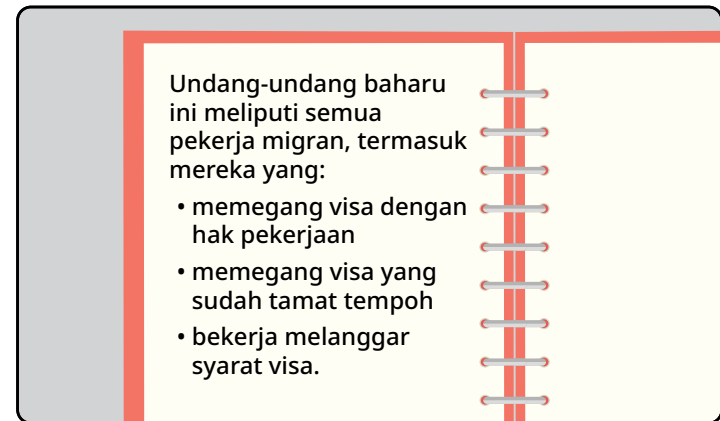 Undang-undang baharu
ini meliputi semua
pekerja migran, termasuk
mereka yang:
• memegang visa dengan
hak pekerjaan
• memegang visa yang
sudah tamat tempoh
• bekerja melanggar
syarat visa.